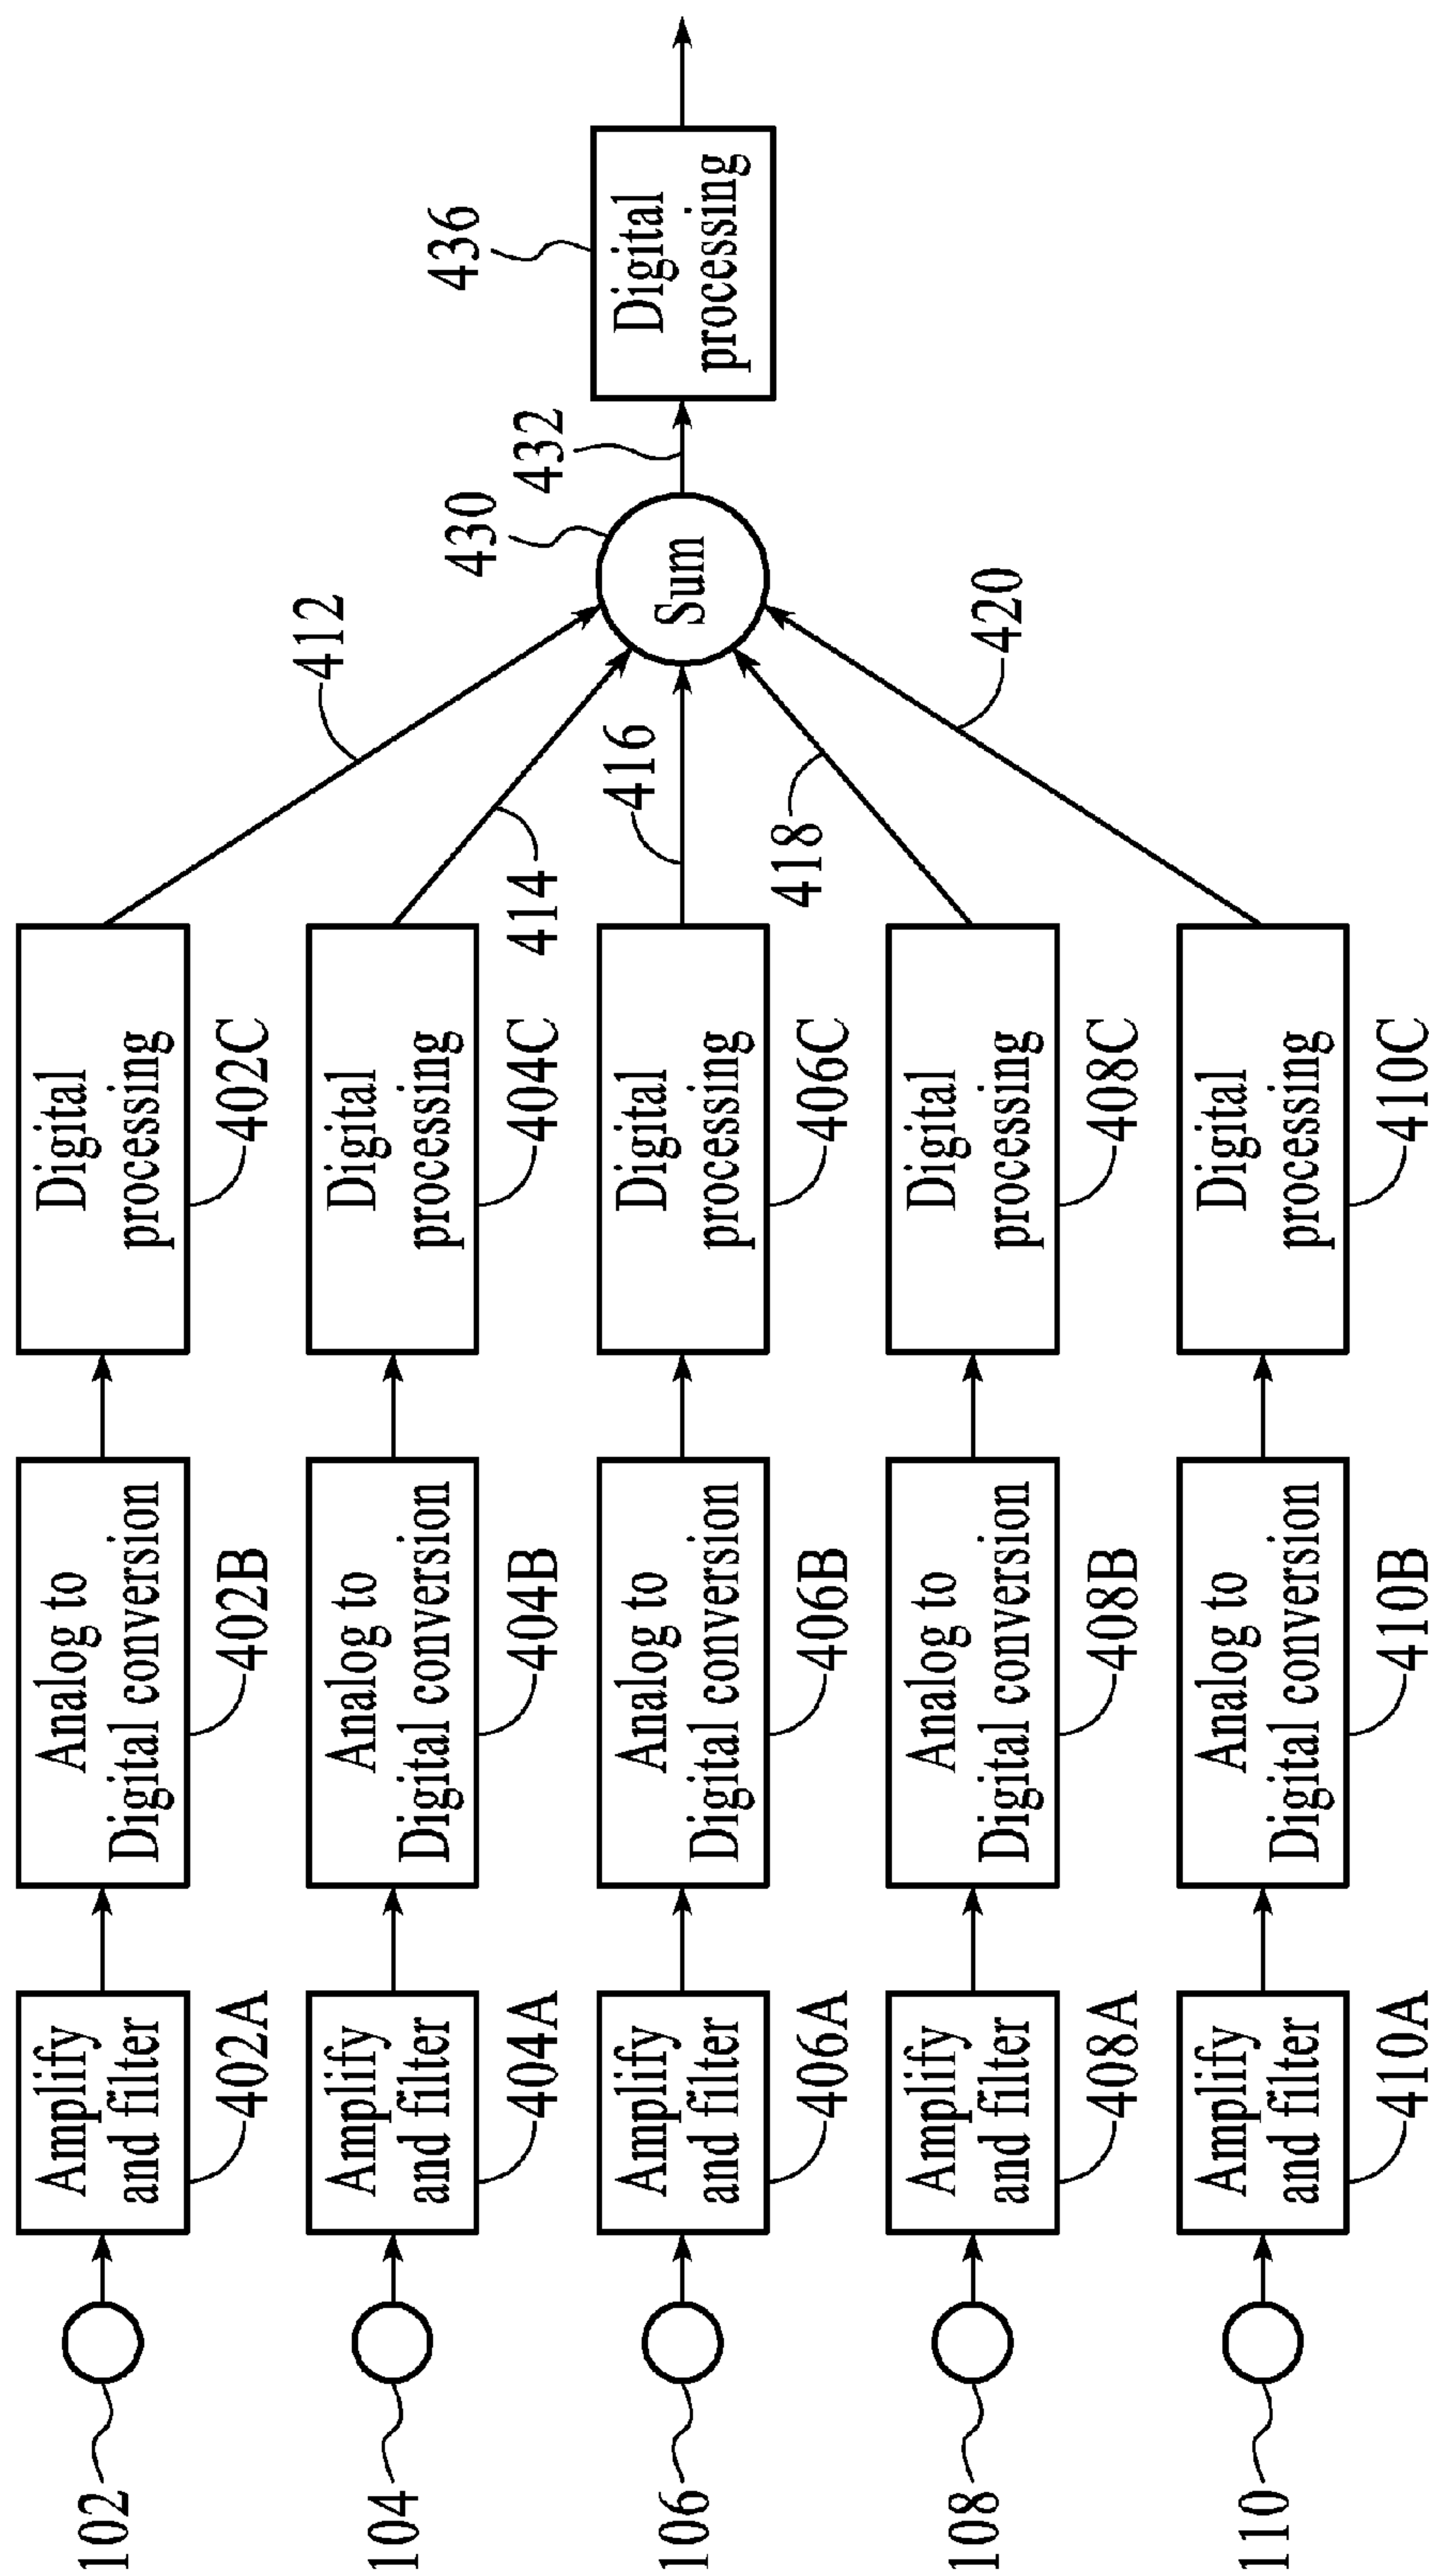 102
Amplify
and filter
402A
Analog to
Digital conversion
402B
Digital
processing
402C
412
104
Amplify
and filter
404A
Analog to
Digital conversion
404B
Digital
processing
404C
414
106
Amplify
and filter
406A
Analog to
Digital conversion
406B
Digital
processing
406C
416
430
Sum
432
436
Digital
processing
108
Amplify
and filter
408A
Analog to
Digital conversion
408B
Digital
processing
408C
418
110
Amplify
and filter
410A
Analog to
Digital conversion
410B
Digital
processing
410C
420